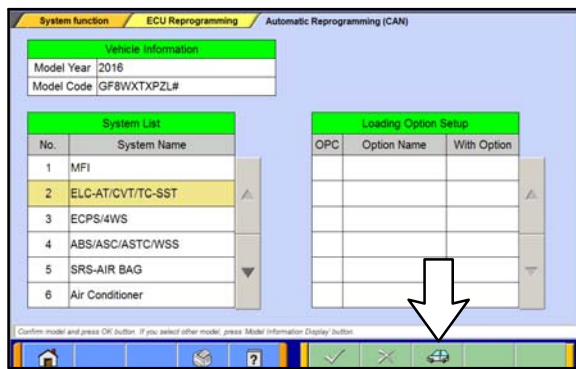 System function ECU Reprogramming Automatic Reprogramming (CAN)
Vehicle Information
Model Year 2016
Model Code GF8WXTXPZL#
System List
No. System Name
1 MFI
2 ELC-AT/CVT/TC-SST
3 ECPS/4WS
4 ABS/ASC/ASTC/WSS
5 SRS-AIR BAG
6 Air Conditioner
Loading Option Setup
OPC Option Name With Option
Confirm model and press OK button. If you select other model, press 'Model Information Display' button.
?